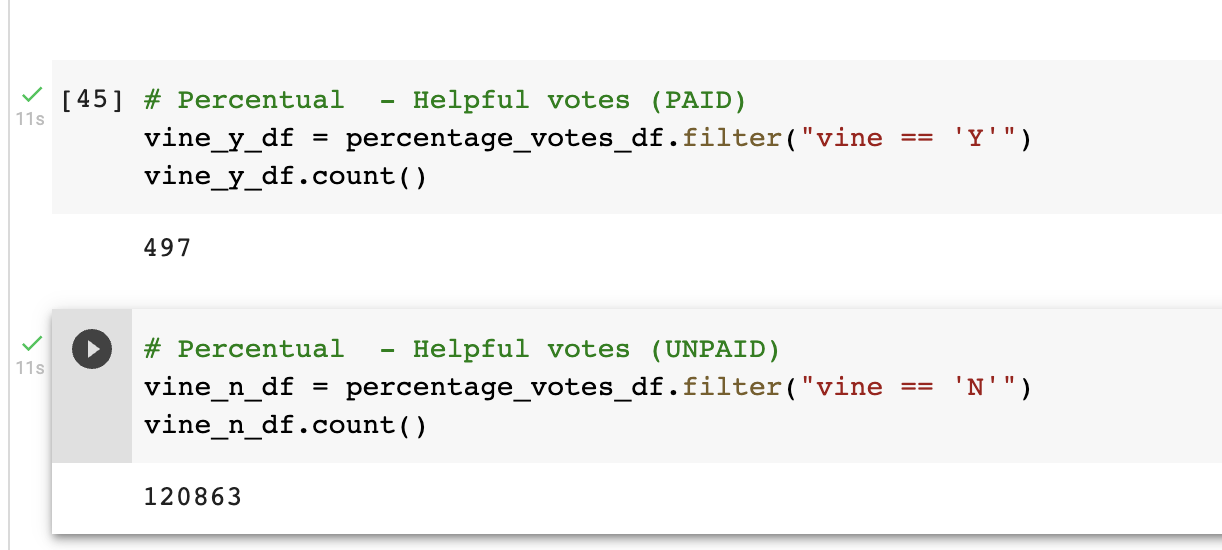 [45] # Percentual  - Helpful votes (PAID)
11s vine_y_df = percentage_votes_df.filter("vine == 'Y'")
vine_y_df.count()
497
# Percentual  - Helpful votes (UNPAID)
11s vine_n_df = percentage_votes_df.filter("vine == 'N'")
vine_n_df.count()
120863